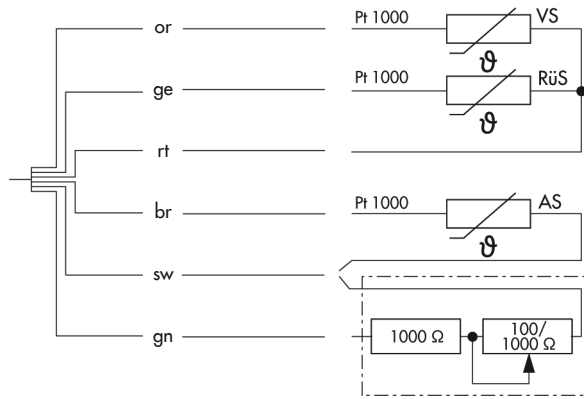 or Pt 1000 VS
ϑ
ge Pt 1000 RüS
ϑ
rt
br Pt 1000 AS
ϑ
sw
gn 1000 Ω 100/
1000 Ω